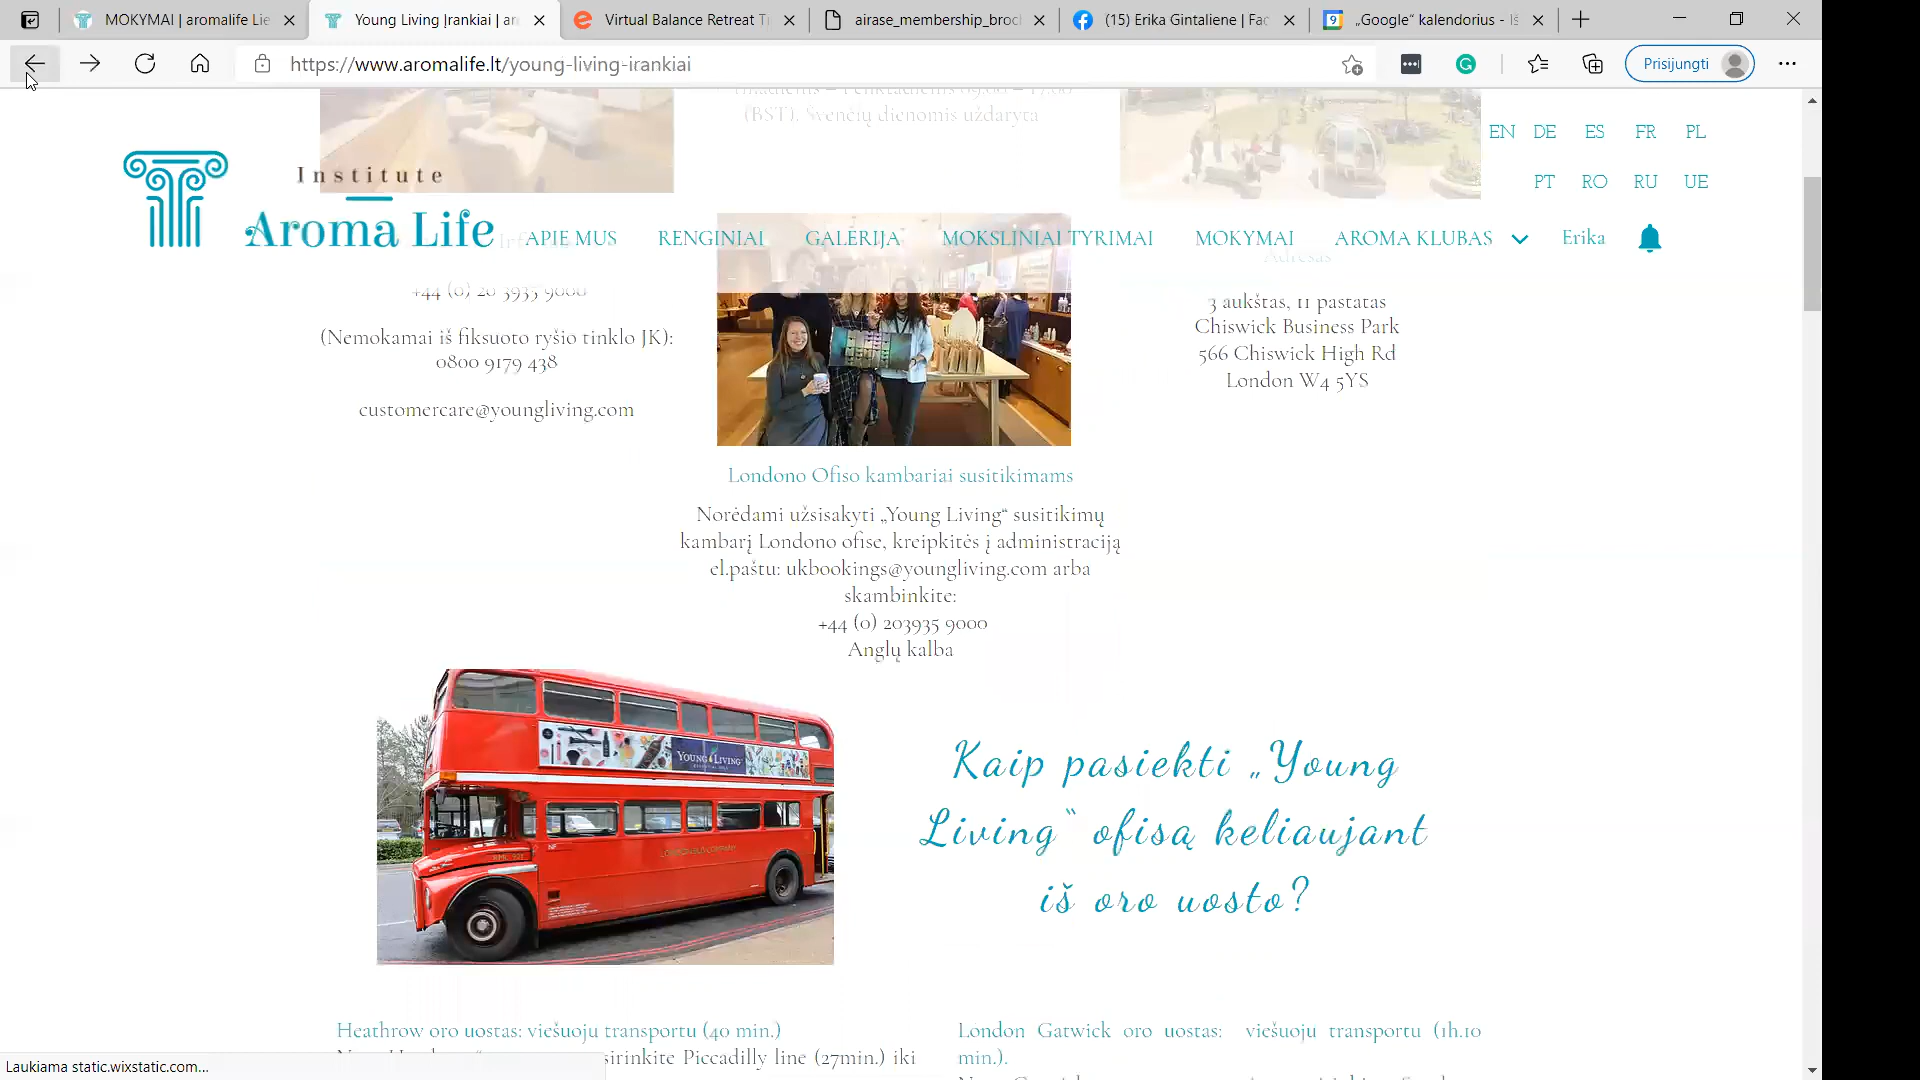 MOKYMAI | aromalife Lie
Young Living Įrankiai | ar
Virtual Balance Retreat Ti
airase_membership_broc
(15) Erika Gintaliene | Fac
„Google“ kalendorius - Iš
https://www.aromalife.lt/young-living-irankiai
Prisijungti
(BST). Švenčių dienomis uždaryta
EN DE ES FR PL
PT RO RU UE
Institute
Aroma Life
APIE MUS RENGINIAI GALERIJA MOKSLINIAI TYRIMAI MOKYMAI AROMA KLUBAS Erika
Adresas
+44 (0) 20 3935 9000
(Nemokamai iš fiksuoto ryšio tinklo JK):
0800 9179 438
customercare@youngliving.com
3 aukštas, 11 pastatas
Chiswick Business Park
566 Chiswick High Rd
London W4 5YS
Londono Ofiso kambariai susitikimams
Norėdami užsisakyti „Young Living“ susitikimų
kambarį Londono ofise, kreipkitės į administraciją
el.paštu: ukbookings@youngliving.com arba
skambinkite:
+44 (0) 203935 9000
Anglų kalba
YOUNG LIVING
Kaip pasiekti „Young
Living“ ofisą keliaujant
iš oro uosto?
Heathrow oro uostas: viešuoju transportu (40 min.)
sirinkite Piccadilly line (27min.) iki
London Gatwick oro uostas: viešuoju transportu (1h.10
min.).
Laukiama static.wixstatic.com...